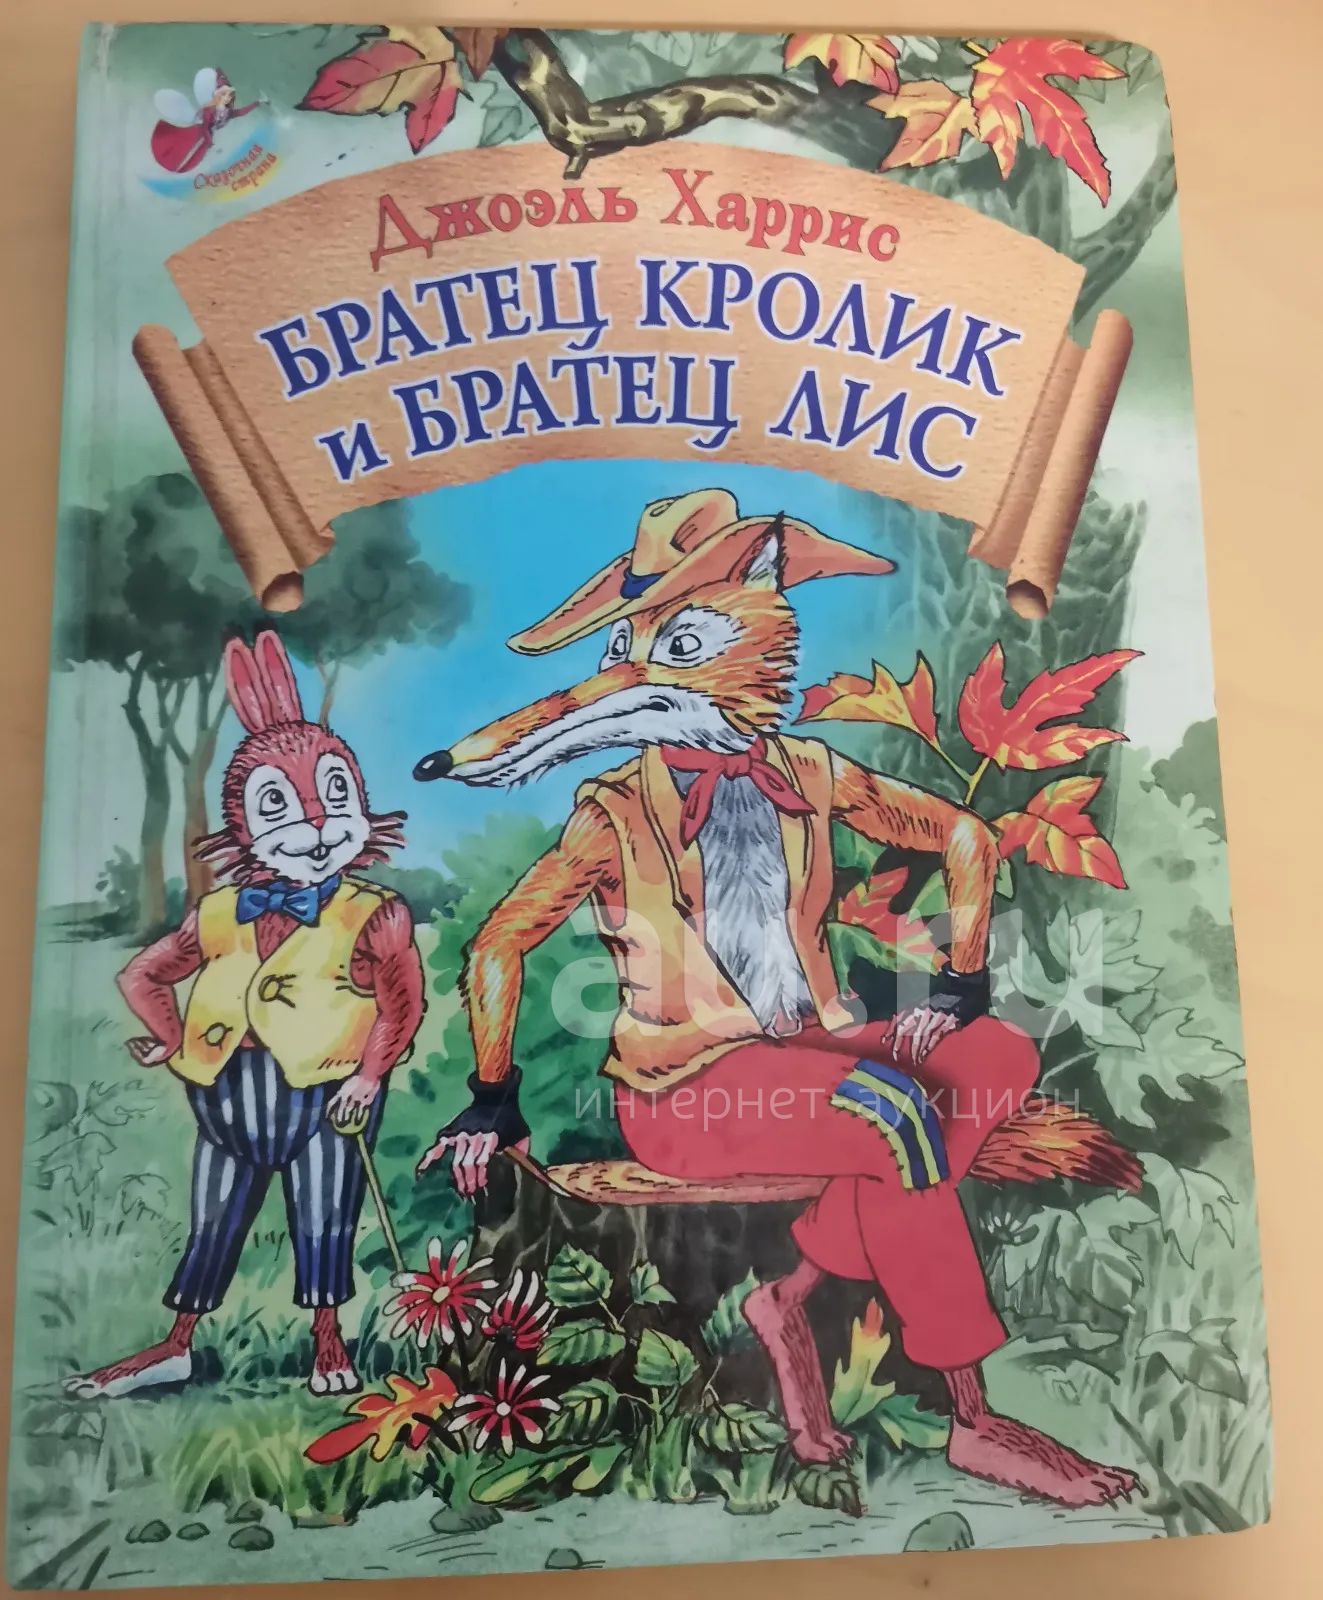 Сказочная
страна
Джоэль Харрис
БРАТЕЦ КРОЛИК
и БРАТЕЦ ЛИС
au.ru
интернет аукцион